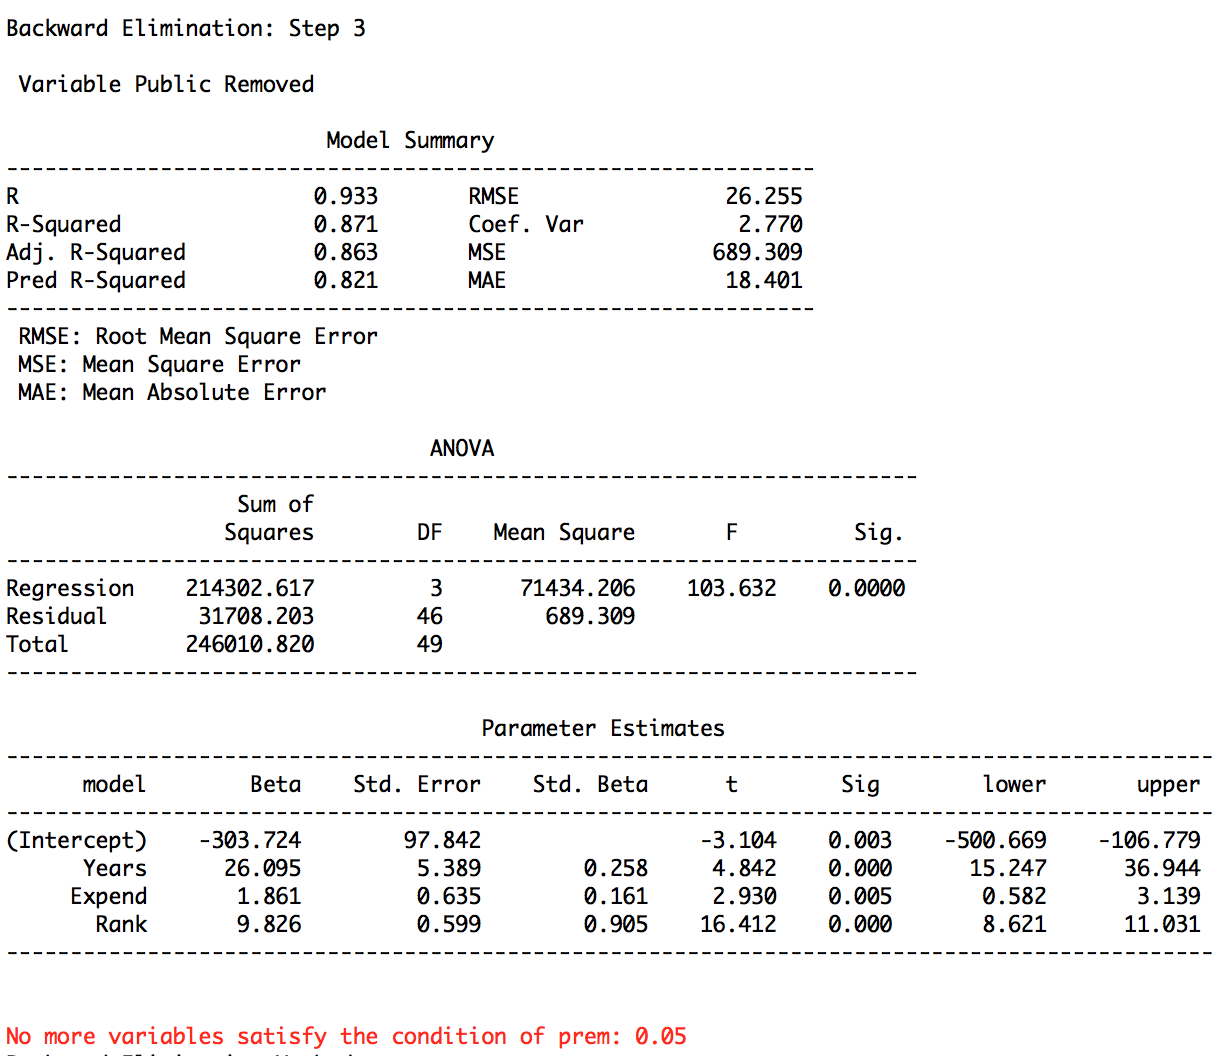 Backward Elimination: Step 3
Variable Public Removed
Model Summary
-----------------------------------------------------------------
R 0.933 RMSE 26.255
R-Squared 0.871 Coef. Var 2.770
Adj. R-Squared 0.863 MSE 689.309
Pred R-Squared 0.821 MAE 18.401
-----------------------------------------------------------------
RMSE: Root Mean Square Error
MSE: Mean Square Error
MAE: Mean Absolute Error
ANOVA
-------------------------------------------------------------------------
Sum of
Squares DF Mean Square F Sig.
-------------------------------------------------------------------------
Regression 214302.617 3 71434.206 103.632 0.0000
Residual 31708.203 46 689.309
Total 246010.820 49
-------------------------------------------------------------------------
Parameter Estimates
------------------------------------------------------------------------------------------------
model Beta Std. Error Std. Beta t Sig lower upper
------------------------------------------------------------------------------------------------
(Intercept) -303.724 97.842 -3.104 0.003 -500.669 -106.779
Years 26.095 5.389 0.258 4.842 0.000 15.247 36.944
Expend 1.861 0.635 0.161 2.930 0.005 0.582 3.139
Rank 9.826 0.599 0.905 16.412 0.000 8.621 11.031
------------------------------------------------------------------------------------------------
No more variables satisfy the condition of prem: 0.05